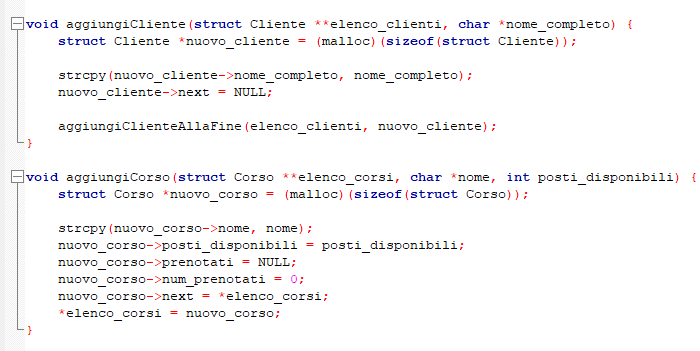 void aggiungiCliente(struct Cliente **elenco_clienti, char *nome_completo) {
struct Cliente *nuovo_cliente = (malloc)(sizeof(struct Cliente));
strcpy(nuovo_cliente->nome_completo, nome_completo);
nuovo_cliente->next = NULL;
aggiungiClienteAllaFine(elenco_clienti, nuovo_cliente);
}
void aggiungiCorso(struct Corso **elenco_corsi, char *nome, int posti_disponibili) {
struct Corso *nuovo_corso = (malloc)(sizeof(struct Corso));
strcpy(nuovo_corso->nome, nome);
nuovo_corso->posti_disponibili = posti_disponibili;
nuovo_corso->prenotati = NULL;
nuovo_corso->num_prenotati = 0;
nuovo_corso->next = *elenco_corsi;
*elenco_corsi = nuovo_corso;
}